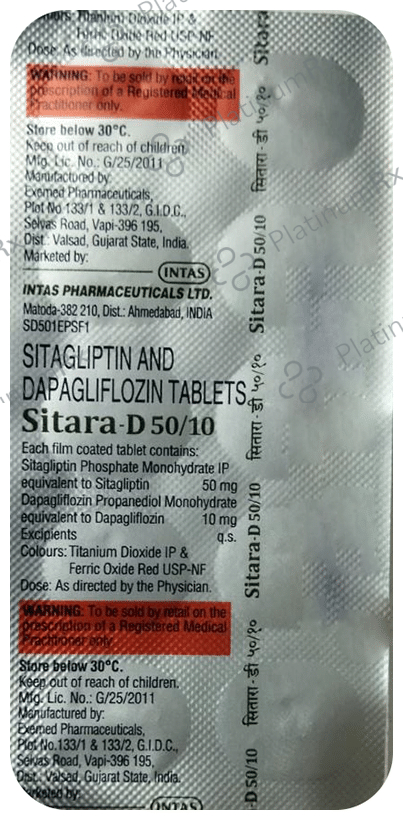 Colours: Titanium Dioxide IP &
Ferric Oxide Red USP-NF
Dose: As directed by the Physician.
WARNING: To be sold by retail on the
prescription of a Registered Medical
Practitioner only.
Store below 30°C.
Keep out of reach of children.
Mfg. Lic. No.: G/25/2011
Manufactured by:
Exemed Pharmaceuticals,
Plot No.133/1 & 133/2, G.I.D.C.,
Selvas Road, Vapi-396 195,
Dist.: Valsad, Gujarat State, India.
Marketed by:
INTAS
INTAS PHARMACEUTICALS LTD.
Matoda-382 210, Dist.: Ahmedabad, INDIA
SD501EPSF1
SITAGLIPTIN AND
DAPAGLIFLOZIN TABLETS
Sitara-D 50/10
Each film coated tablet contains:
Sitagliptin Phosphate Monohydrate IP
equivalent to Sitagliptin 50 mg
Dapagliflozin Propanediol Monohydrate
equivalent to Dapagliflozin 10 mg
Excipients q.s.
Colours: Titanium Dioxide IP &
Ferric Oxide Red USP-NF
Dose: As directed by the Physician.
WARNING: To be sold by retail on the
prescription of a Registered Medical
Practitioner only.
Store below 30°C.
Keep out of reach of children.
Mfg. Lic. No.: G/25/2011
Manufactured by:
Exemed Pharmaceuticals,
Plot No.133/1 & 133/2, G.I.D.C.,
Selvas Road, Vapi-396 195,
Dist.: Valsad, Gujarat State, India.
Marketed by:
INTAS
-D 50/10 सितारा - डी ५०/१० Sitara-D 50/10 सितारा - डी ५०/१० Sitara-D 50/10 सितारा - डी ५०/१० Sitara
PlatinumRx
PlatinumRx
Platin
Rx